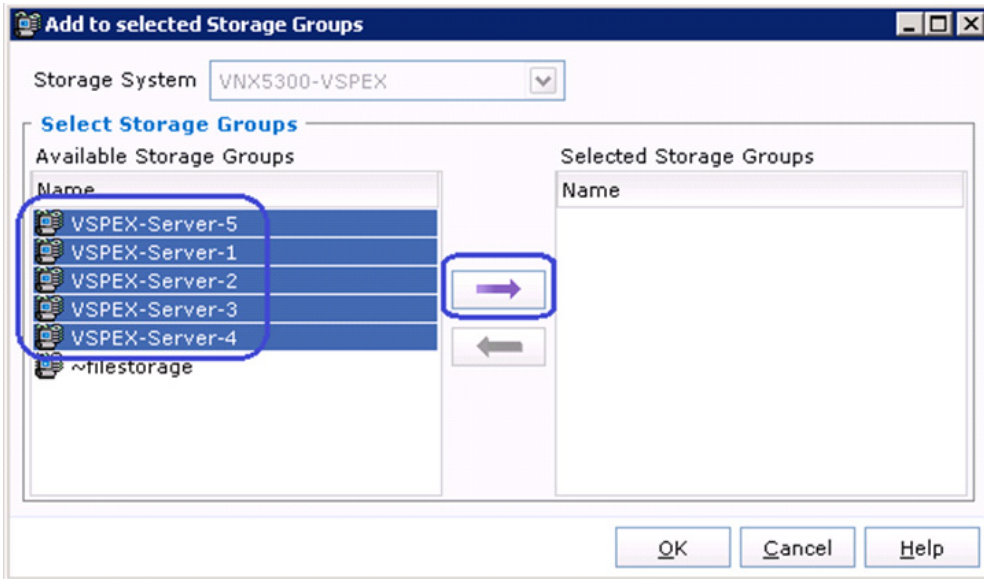 Add to selected Storage Groups
Storage System VNX5300-VSPEX
Select Storage Groups
Available Storage Groups
Name
VSPEX-Server-5
VSPEX-Server-1
VSPEX-Server-2
VSPEX-Server-3
VSPEX-Server-4
~filestorage
Selected Storage Groups
Name
OK Cancel Help